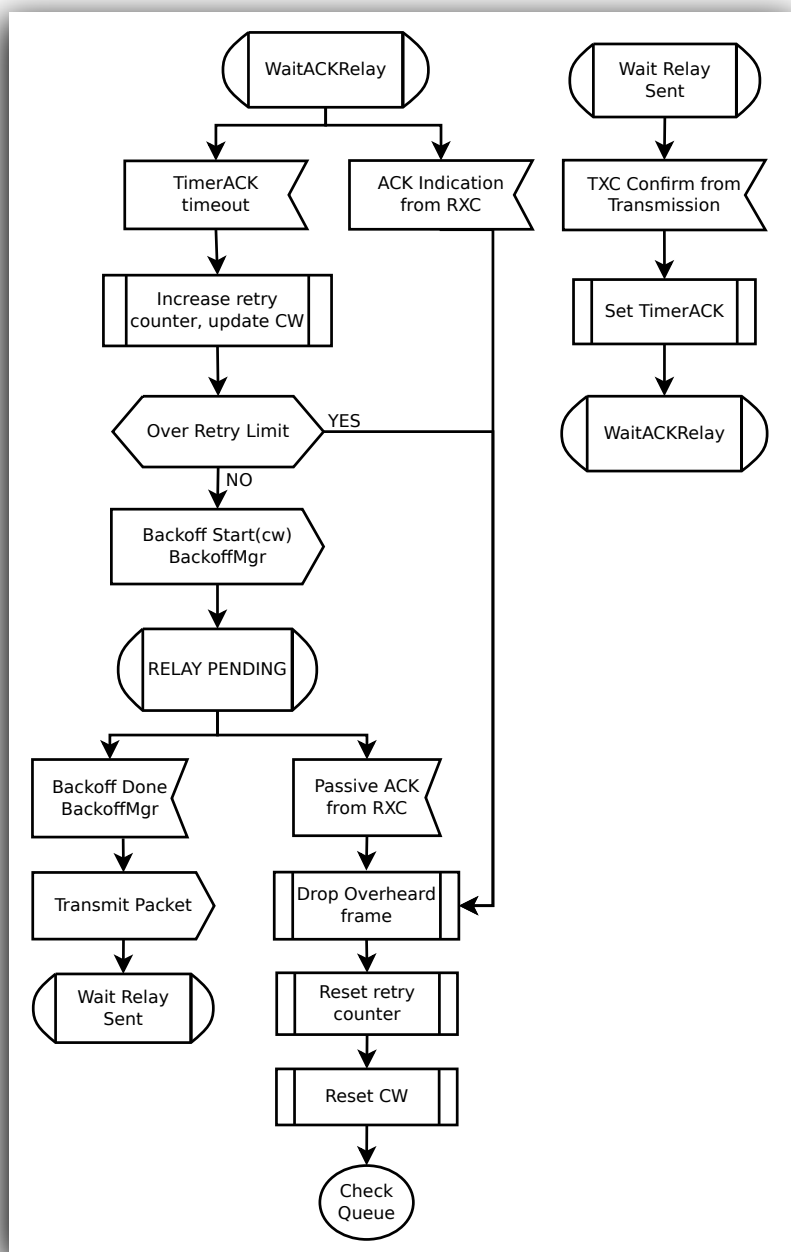 WaitACKRelay
TimerACK
timeout
ACK Indication
from RXC
Increase retry
counter, update CW
Over Retry Limit
YES
NO
Backoff Start(cw)
BackoffMgr
RELAY PENDING
Backoff Done
BackoffMgr
Passive ACK
from RXC
Transmit Packet
Drop Overheard
frame
Wait Relay
Sent
Reset retry
counter
Reset CW
Check
Queue
Wait Relay
Sent
TXC Confirm from
Transmission
Set TimerACK
WaitACKRelay